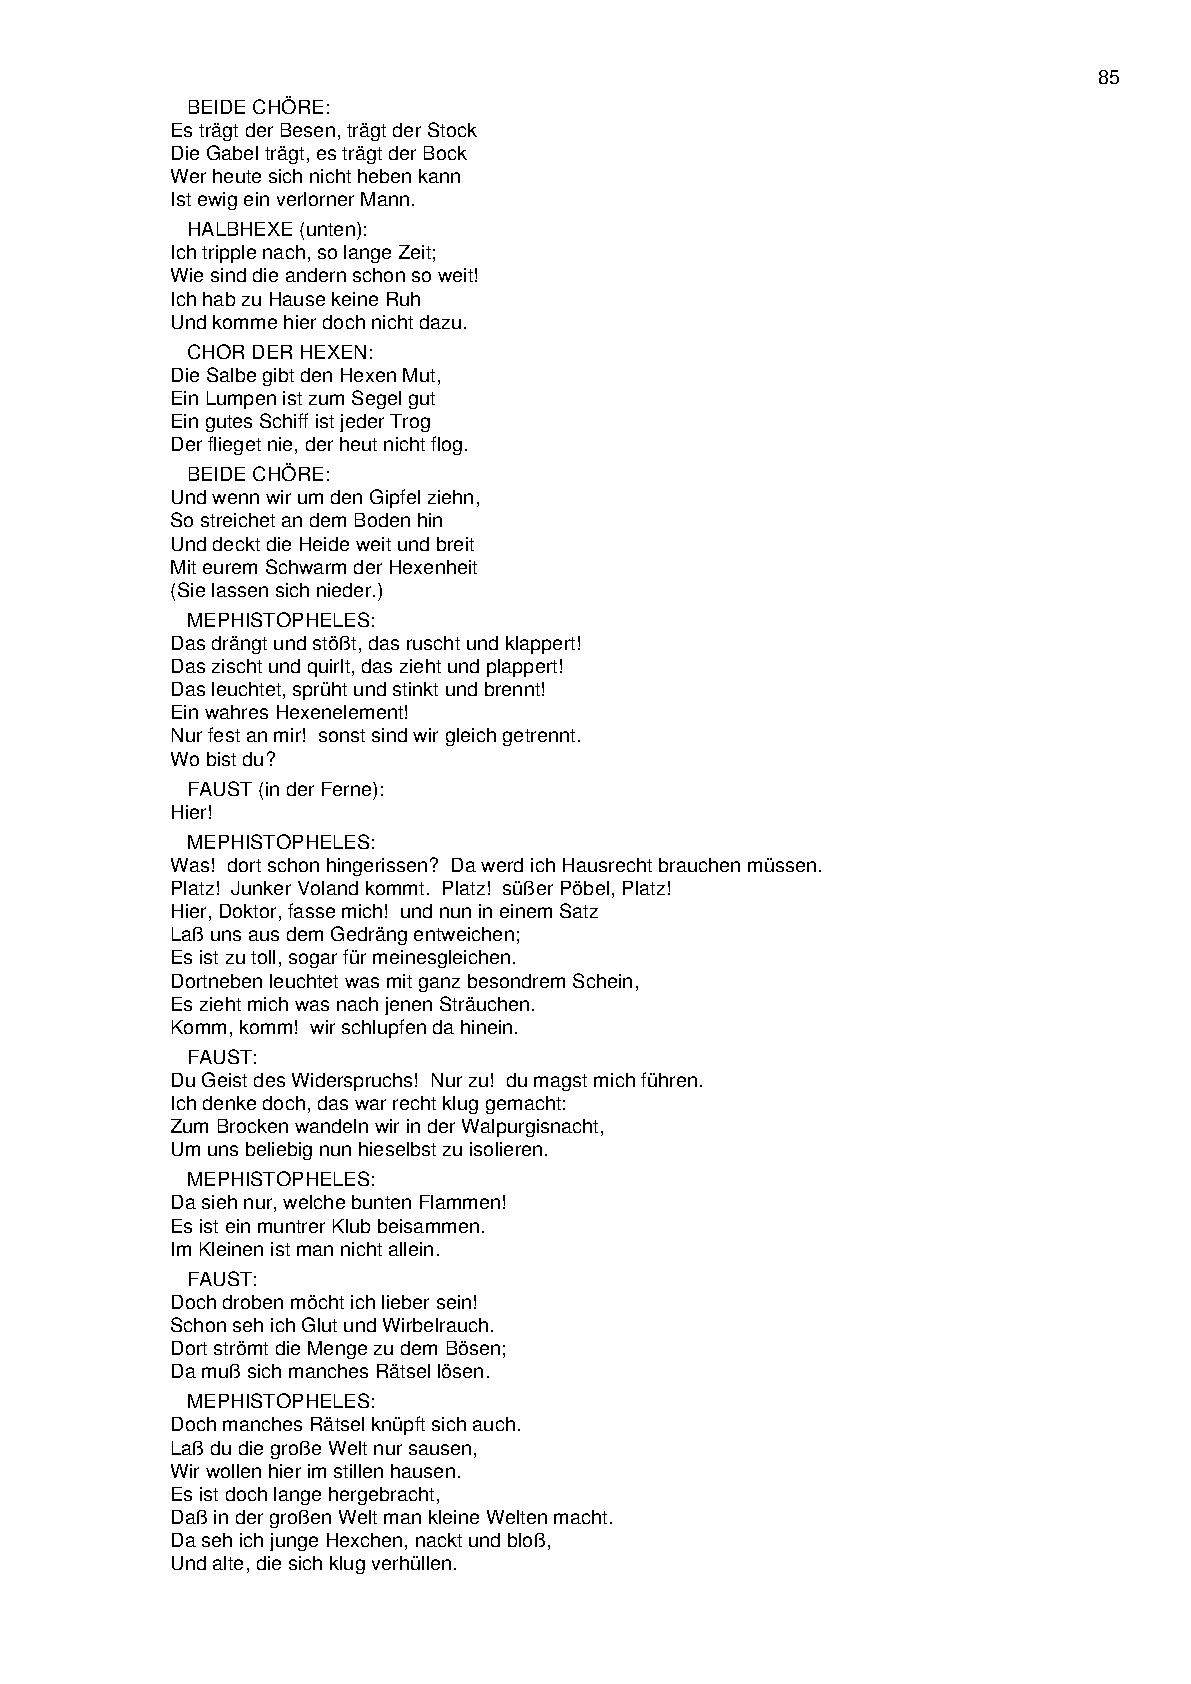 85
BEIDE CHÖRE:
Es trägt der Besen, trägt der Stock
Die Gabel trägt, es trägt der Bock
Wer heute sich nicht heben kann
Ist ewig ein verlorner Mann.
HALBHEXE (unten):
Ich tripple nach, so lange Zeit;
Wie sind die andern schon so weit!
Ich hab zu Hause keine Ruh
Und komme hier doch nicht dazu.
CHOR DER HEXEN:
Die Salbe gibt den Hexen Mut,
Ein Lumpen ist zum Segel gut
Ein gutes Schiff ist jeder Trog
Der flieget nie, der heut nicht flog.
BEIDE CHÖRE:
Und wenn wir um den Gipfel ziehn,
So streichet an dem Boden hin
Und deckt die Heide weit und breit
Mit eurem Schwarm der Hexenheit
(Sie lassen sich nieder.)
MEPHISTOPHELES:
Das drängt und stößt, das ruscht und klappert!
Das zischt und quirlt, das zieht und plappert!
Das leuchtet, sprüht und stinkt und brennt!
Ein wahres Hexenelement!
Nur fest an mir!  sonst sind wir gleich getrennt.
Wo bist du?
FAUST (in der Ferne):
Hier!
MEPHISTOPHELES:
Was!  dort schon hingerissen?  Da werd ich Hausrecht brauchen müssen.
Platz!  Junker Voland kommt.  Platz!  süßer Pöbel, Platz!
Hier, Doktor, fasse mich!  und nun in einem Satz
Laß uns aus dem Gedräng entweichen;
Es ist zu toll, sogar für meinesgleichen.
Dortneben leuchtet was mit ganz besondrem Schein,
Es zieht mich was nach jenen Sträuchen.
Komm, komm!  wir schlupfen da hinein.
FAUST:
Du Geist des Widerspruchs!  Nur zu!  du magst mich führen.
Ich denke doch, das war recht klug gemacht:
Zum Brocken wandeln wir in der Walpurgisnacht,
Um uns beliebig nun hieselbst zu isolieren.
MEPHISTOPHELES:
Da sieh nur, welche bunten Flammen!
Es ist ein muntrer Klub beisammen.
Im Kleinen ist man nicht allein.
FAUST:
Doch droben möcht ich lieber sein!
Schon seh ich Glut und Wirbelrauch.
Dort strömt die Menge zu dem Bösen;
Da muß sich manches Rätsel lösen.
MEPHISTOPHELES:
Doch manches Rätsel knüpft sich auch.
Laß du die große Welt nur sausen,
Wir wollen hier im stillen hausen.
Es ist doch lange hergebracht,
Daß in der großen Welt man kleine Welten macht.
Da seh ich junge Hexchen, nackt und bloß,
Und alte, die sich klug verhüllen.